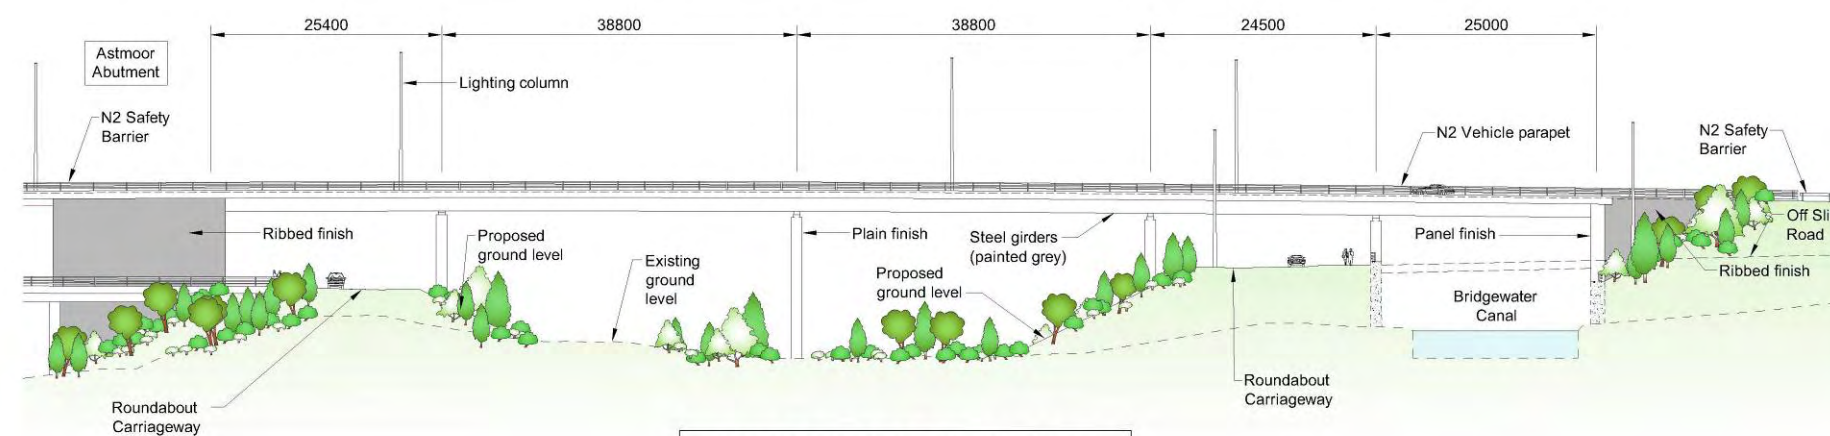 25400
38800
38800
24500
25000
Astmoor
Abutment
Lighting column
N2 Safety
Barrier
N2 Vehicle parapet
N2 Safety
Barrier
Ribbed finish
Proposed
ground level
Existing
ground
level
Plain finish
Steel girders
(painted grey)
Proposed
ground level
Panel finish
Off Sli
Road
Ribbed finish
Bridgewater
Canal
Roundabout
Carriageway
Roundabout
Carriageway